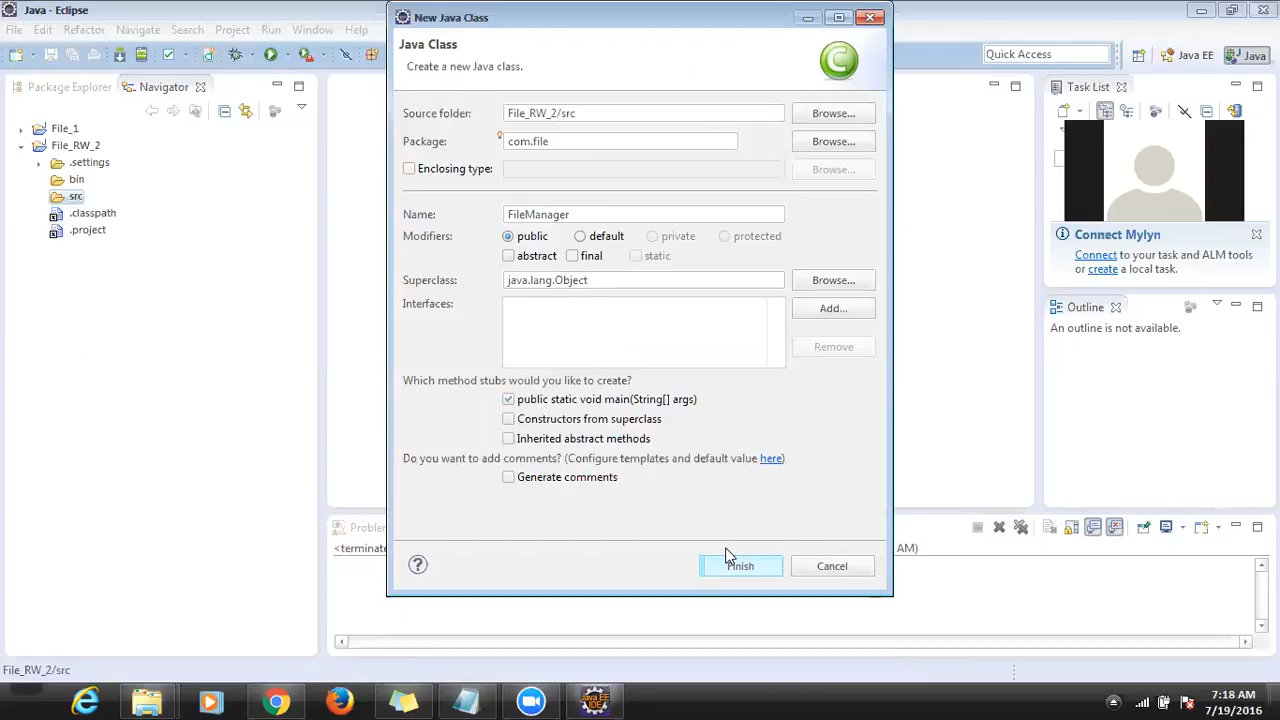 Java - Eclipse
New Java Class
File Edit Refactor Navigate Search Project Run Window Help
Java Class
Create a new Java class.
Quick Access
Java EE
Java
Package Explorer
Navigator
Task List
File_1
File_RW_2
.settings
bin
src
.classpath
.project
Source folder: File_RW_2/src Browse...
Package: com.file Browse...
Enclosing type: Browse...
Name: FileManager
Modifiers: public default private protected
abstract final static
Superclass: java.lang.Object Browse...
Interfaces: Add...
Remove
Which method stubs would you like to create?
public static void main(String[] args)
Constructors from superclass
Inherited abstract methods
Do you want to add comments? (Configure templates and default value here)
Generate comments
Finish
Cancel
Connect Mylyn
Connect to your task and ALM tools
or create a local task.
Outline
An outline is not available.
Problem
<terminate
AM)
File_RW_2/src
Java EE
IDE
7:18 AM
7/19/2016